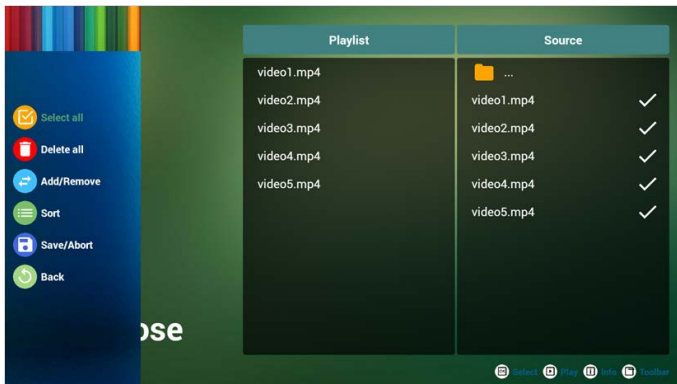 Playlist
Source
video1.mp4
video2.mp4
video3.mp4
video4.mp4
video5.mp4
...
video1.mp4
video2.mp4
video3.mp4
video4.mp4
video5.mp4
Select all
Delete all
Add/Remove
Sort
Save/Abort
Back
ose
Select Play Info Toolbar